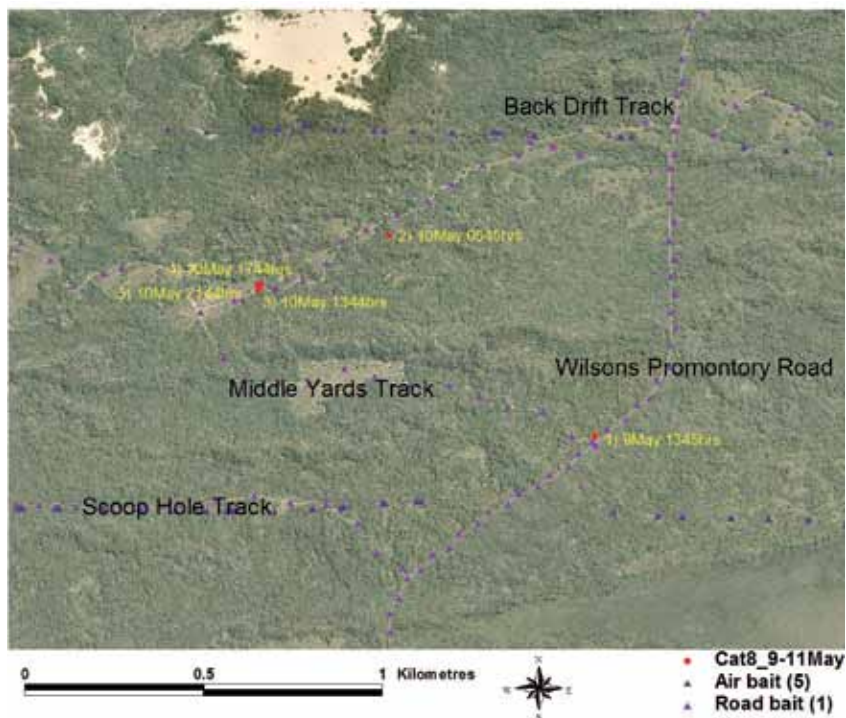 Back Drift Track
2) 10May 0545hrs
4) 10May 1744hrs
5) 10May 2144hrs
3) 10May 1344hrs
Wilsons Promontory Road
Middle Yards Track
1) 9May 1345hrs
Scoop Hole Track
0 0.5 1 Kilometres
Cat8_9-11May
Air bait (5)
Road bait (1)